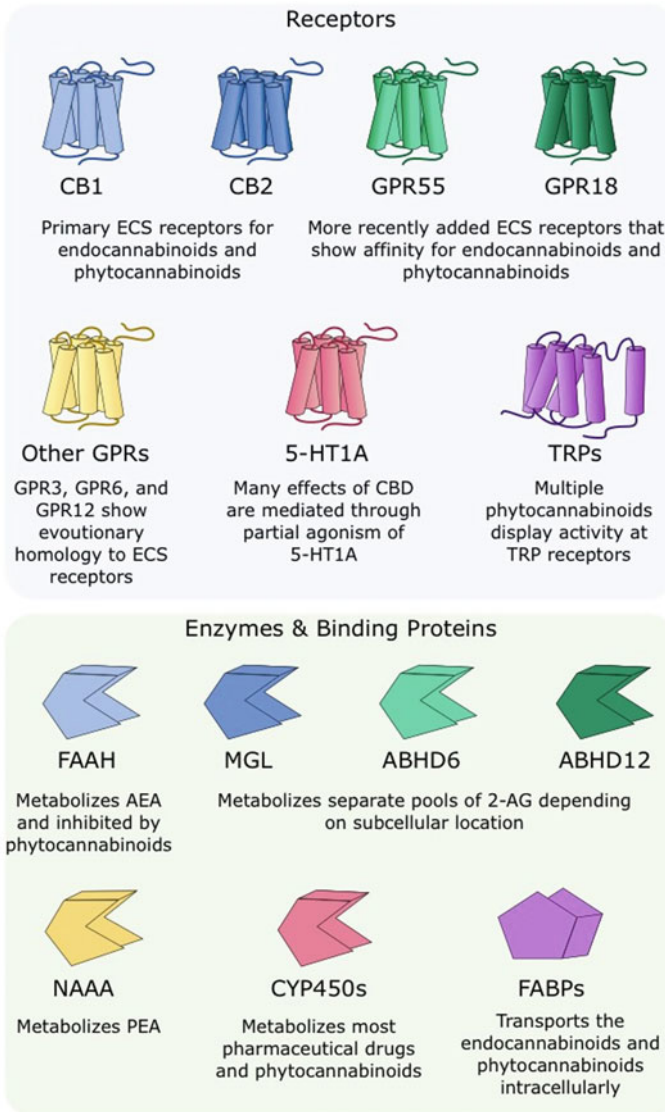 Receptors
CB1
CB2
GPR55
GPR18
Primary ECS receptors for
endocannabinoids and
phytocannabinoids
More recently added ECS receptors that
show affinity for endocannabinoids and
phytocannabinoids
Other GPRs
5-HT1A
TRPs
GPR3, GPR6, and
GPR12 show
evoutionary
homology to ECS
receptors
Many effects of CBD
are mediated through
partial agonism of
5-HT1A
Multiple
phytocannabinoids
display activity at
TRP receptors
Enzymes & Binding Proteins
FAAH
MGL
ABHD6
ABHD12
Metabolizes AEA
and inhibited by
phytocannabinoids
Metabolizes separate pools of 2-AG depending
on subcellular location
NAAA
CYP450s
FABPs
Metabolizes PEA
Metabolizes most
pharmaceutical drugs
and phytocannabinoids
Transports the
endocannabinoids and
phytocannabinoids
intracellularly